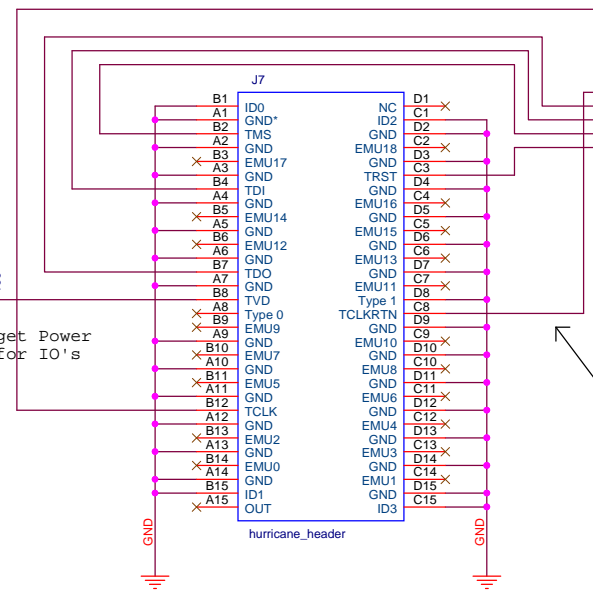 J7
B1 ID0 NC D1
A1 GND* ID2 C1
B2 TMS GND D2
A2 GND EMU18 C2
B3 EMU17 GND D3
A3 GND TRST C3
B4 TDI GND D4
A4 GND EMU16 C4
B5 EMU14 GND D5
A5 GND EMU15 C5
B6 EMU12 GND D6
A6 GND EMU13 C6
B7 TDO GND D7
A7 GND EMU11 C7
B8 TVD Type 1 D8
A8 Type 0 TCLKRTN C8
B9 EMU9 GND D9
A9 GND EMU10 C9
B10 EMU7 GND D10
A10 GND EMU8 C10
B11 EMU5 GND D11
A11 GND EMU6 C11
B12 TCLK GND D12
A12 GND EMU4 C12
B13 EMU2 GND D13
A13 GND EMU3 C13
B14 EMU0 GND D14
A14 GND EMU1 C14
B15 ID1 GND D15
A15 OUT ID3 C15
hurricane_header
get Power
for IO's
GND
GND